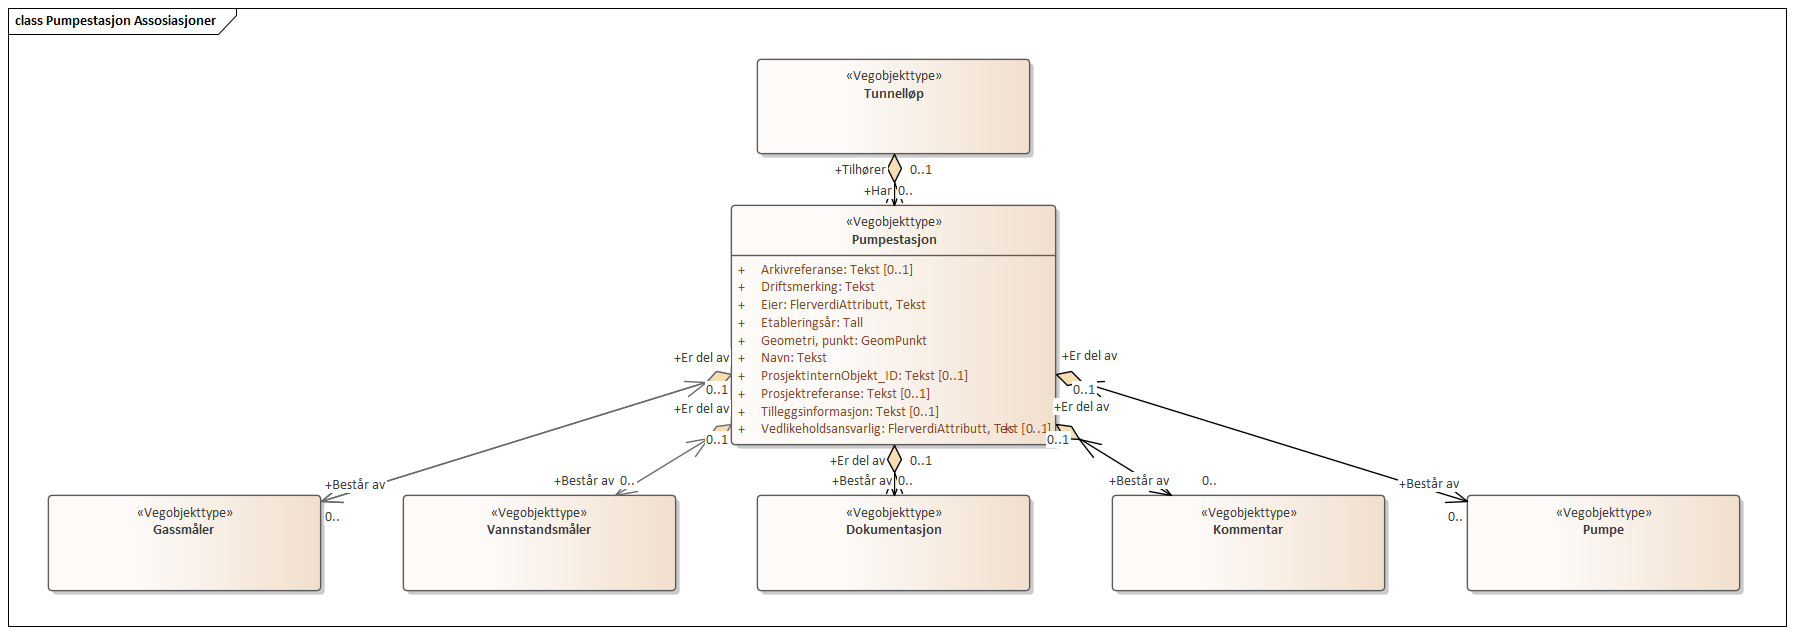 class Pumpestasjon Assosiasjoner
«Vegobjekttype»
Tunnelløp
+Tilhører 0..1
+Har 0..
«Vegobjekttype»
Pumpestasjon
+ Arkivreferanse: Tekst [0..1]
+ Driftsmerking: Tekst
+ Eier: FlerverdiAttributt, Tekst
+ Etableringsår: Tall
+ Geometri, punkt: GeomPunkt
+ Navn: Tekst
+ ProsjektInternObjekt_ID: Tekst [0..1]
+ Prosjektreferanse: Tekst [0..1]
+ Tilleggsinformasjon: Tekst [0..1]
+ Vedlikeholdsansvarlig: FlerverdiAttributt, Tekst [0..1]
+Er del av
0..1
+Er del av
0..1
+Er del av
0..1
+Er del av
0..1
+Er del av 0..1
+Består av
0..
+Består av 0..
+Består av 0..
+Består av 0..
+Består av
0..
«Vegobjekttype»
Gassmåler
«Vegobjekttype»
Vannstandsmåler
«Vegobjekttype»
Dokumentasjon
«Vegobjekttype»
Kommentar
«Vegobjekttype»
Pumpe